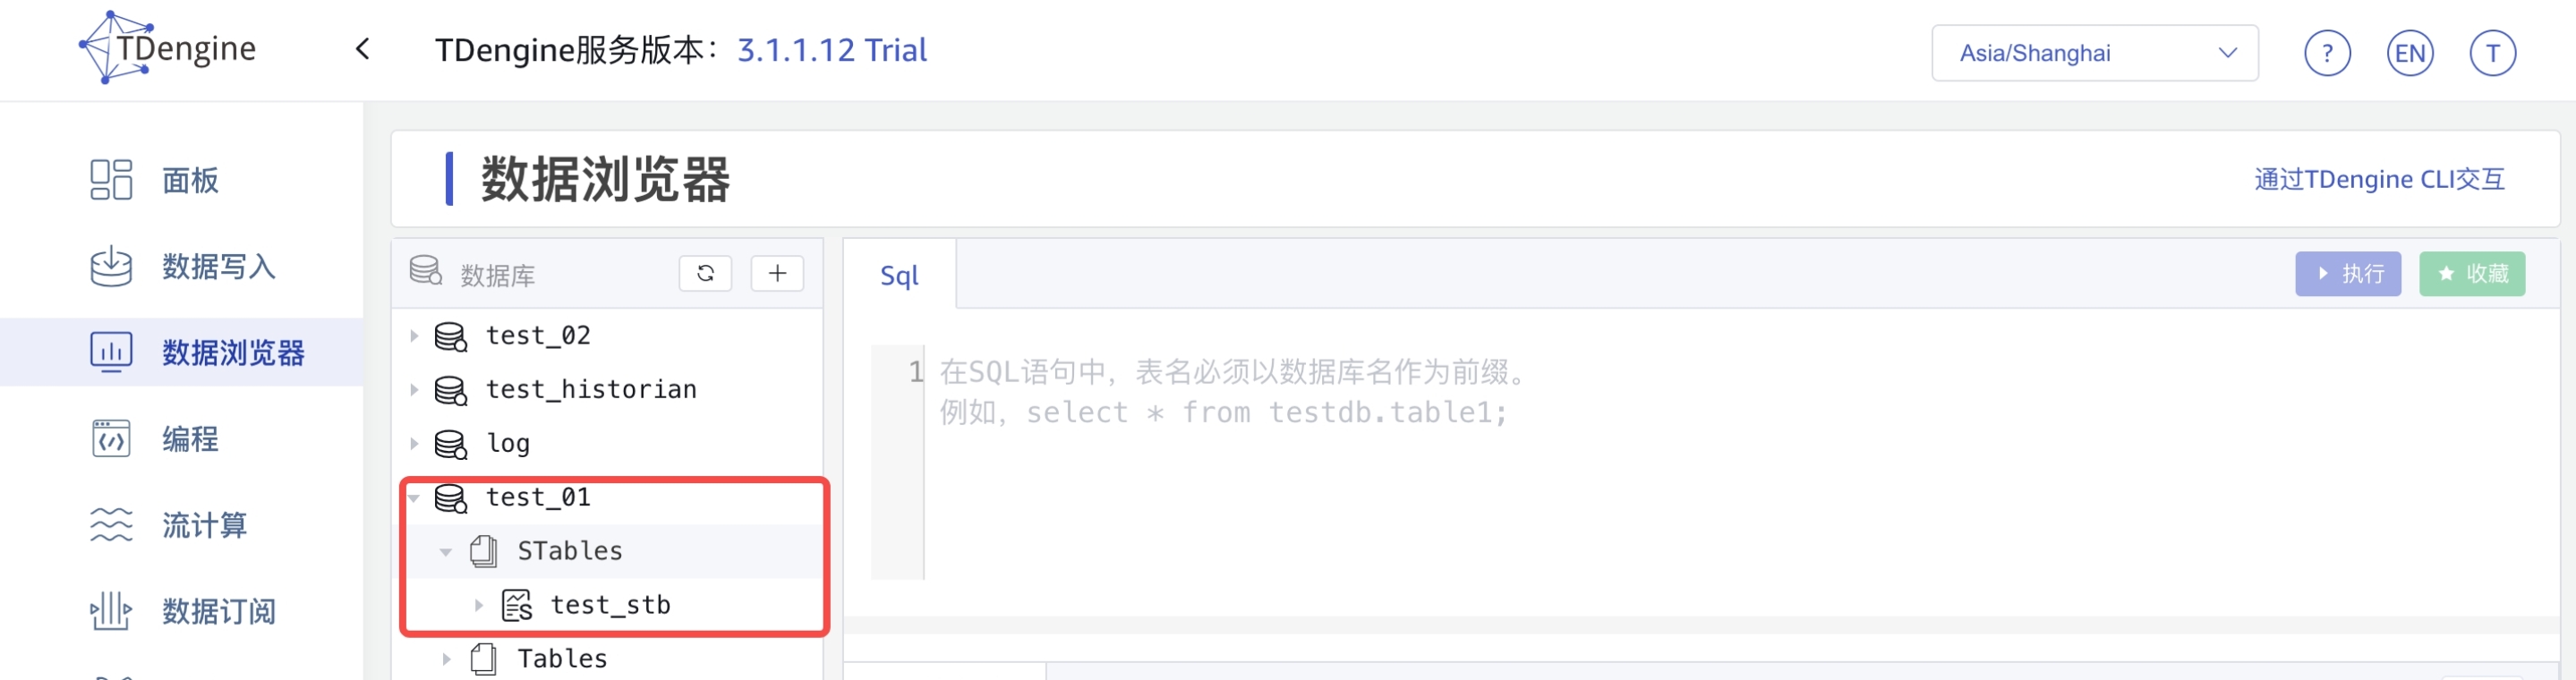 TDengine
TDengine服务版本：3.1.1.12 Trial
Asia/Shanghai
?
EN
T
面板
数据写入
数据浏览器
编程
流计算
数据订阅
数据浏览器
通过TDengine CLI交互
数据库
test_02
test_historian
log
test_01
STables
test_stb
Tables
Sql
执行
收藏
1
在SQL语句中，表名必须以数据库名作为前缀。
例如，select * from testdb.table1;